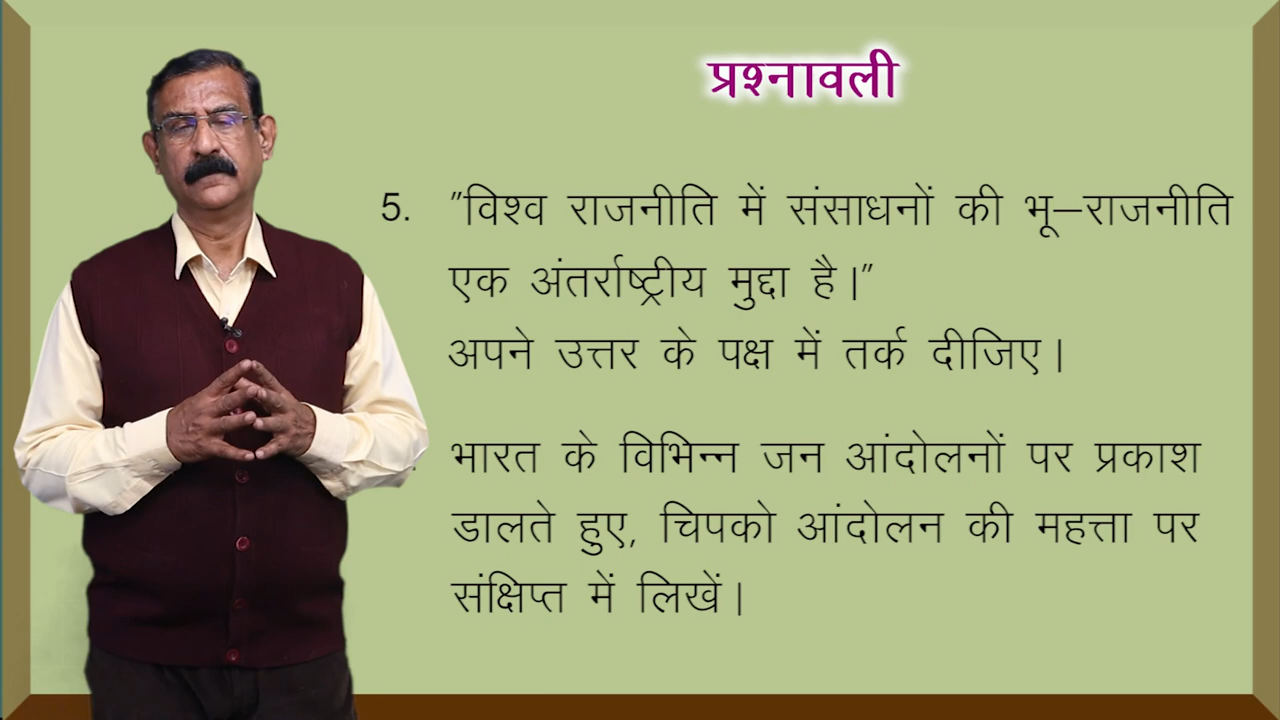 प्रश्नावली
5. "विश्व राजनीति में संसाधनों की भू–राजनीति
एक अंतर्राष्ट्रीय मुद्दा है।"
अपने उत्तर के पक्ष में तर्क दीजिए।
भारत के विभिन्न जन आंदोलनों पर प्रकाश
डालते हुए, चिपको आंदोलन की महत्ता पर
संक्षिप्त में लिखें।